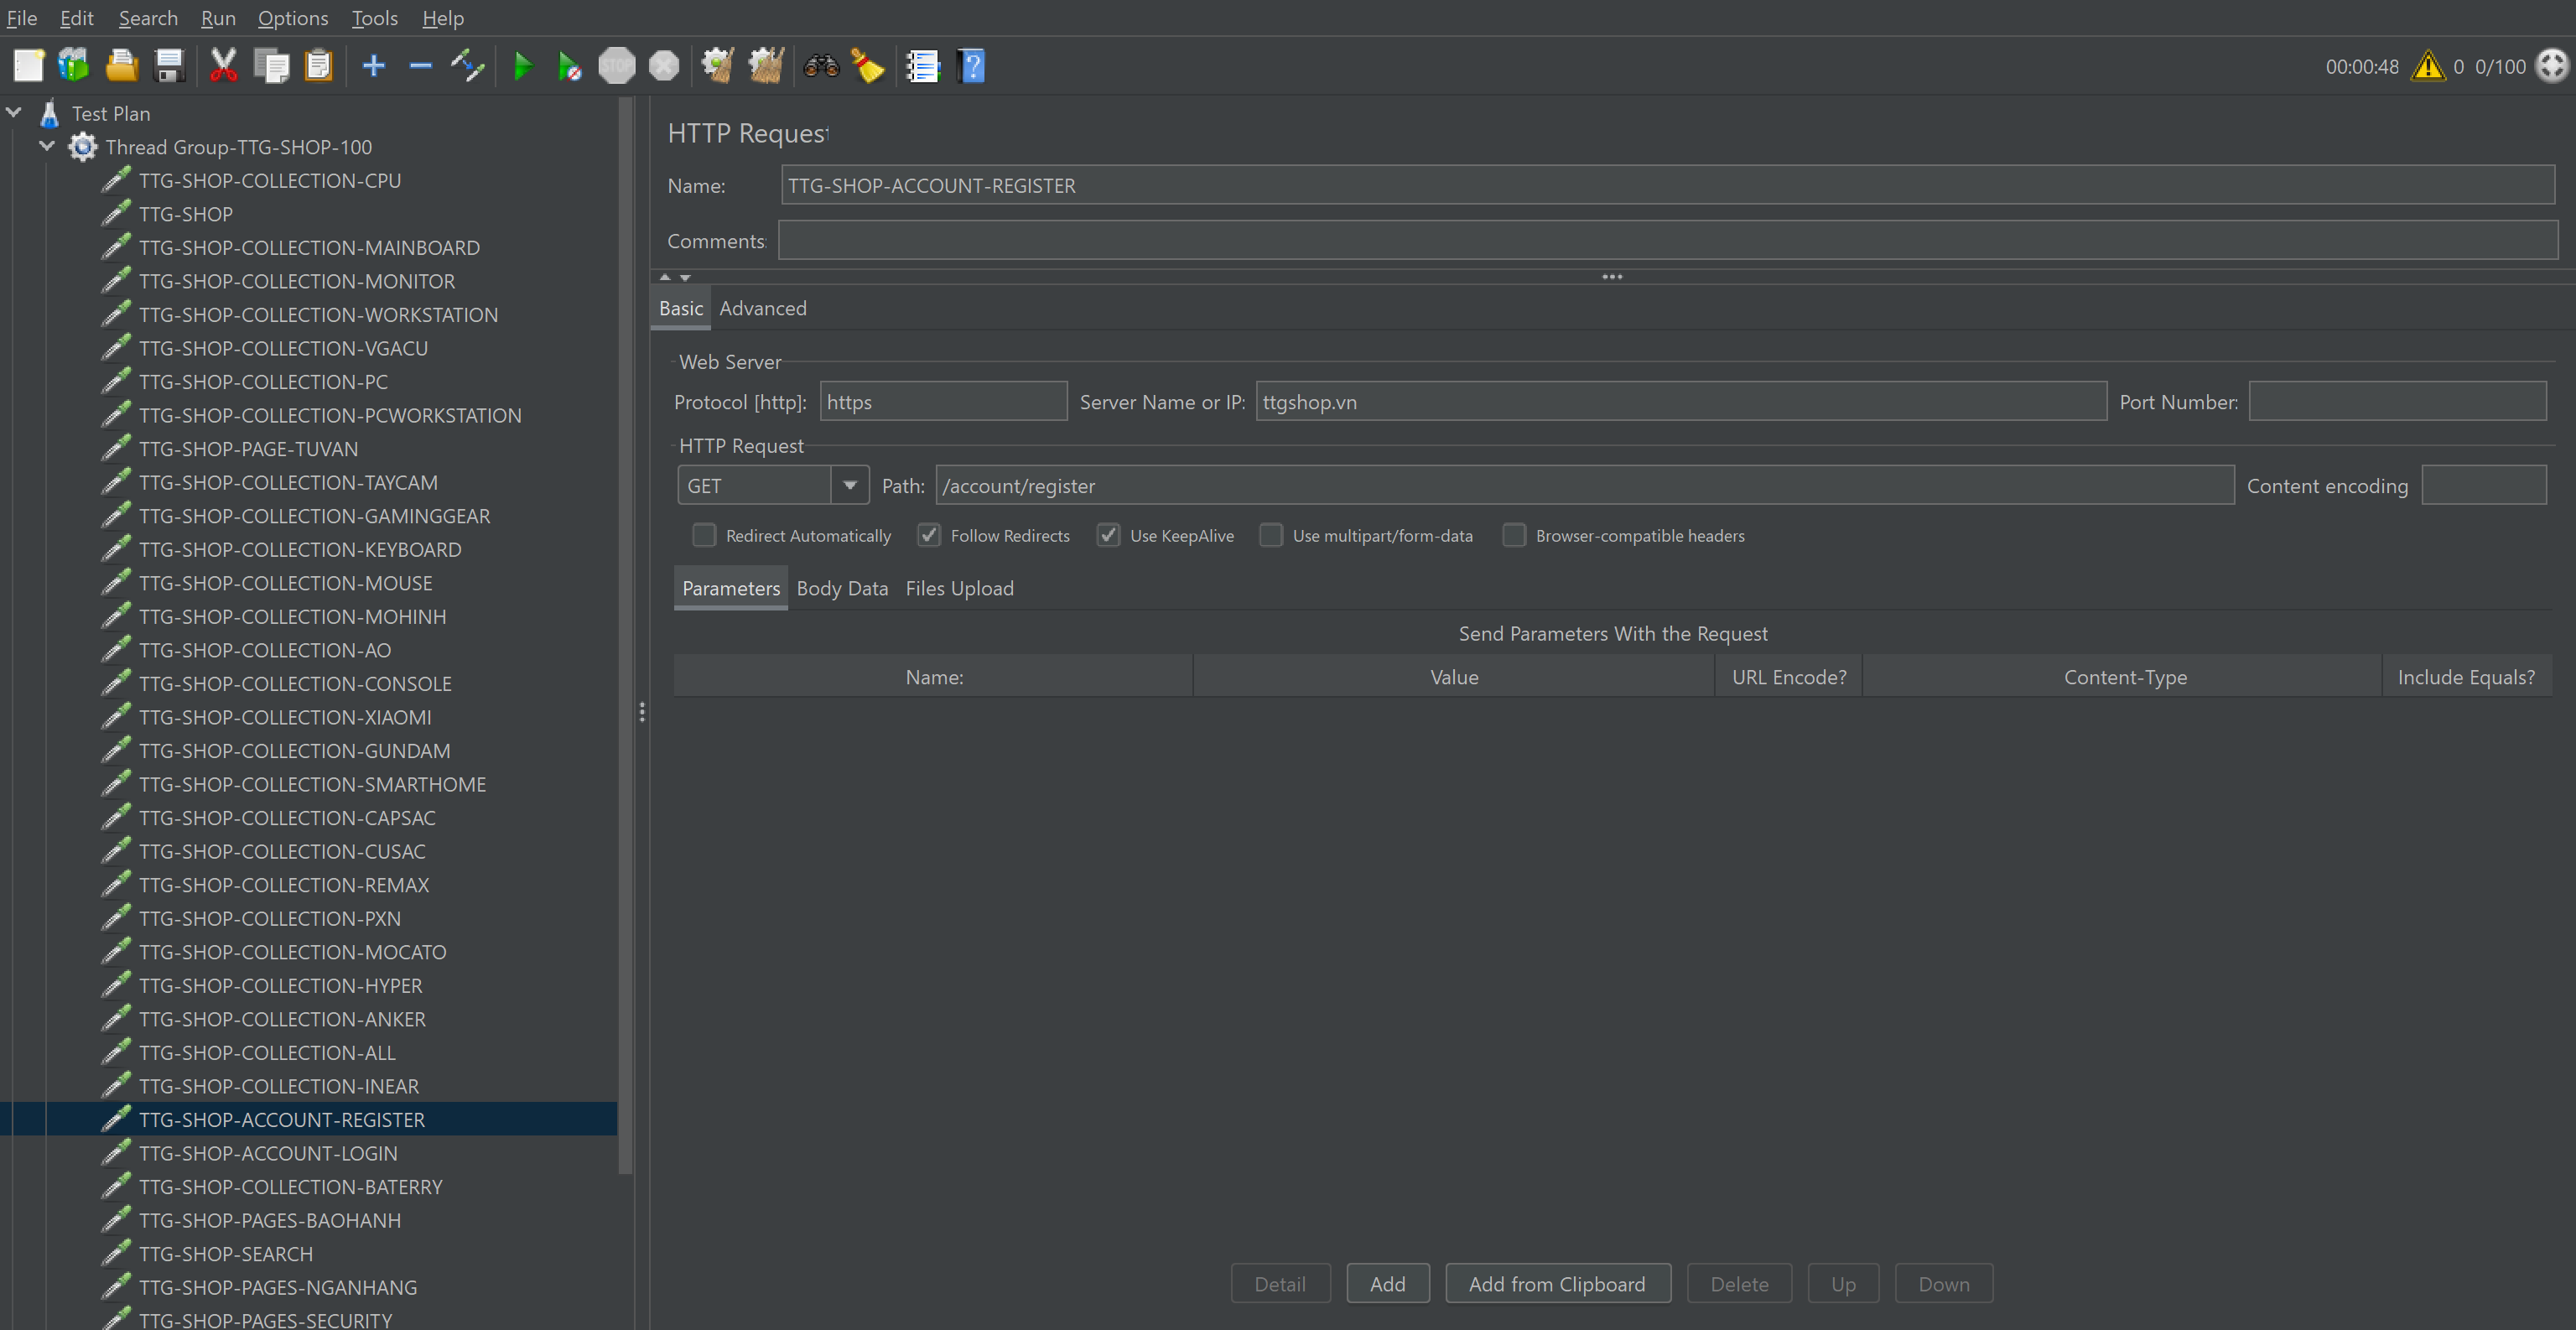 File Edit Search Run Options Tools Help
STOP
00:00:48 0 0/100
Test Plan
Thread Group-TTG-SHOP-100
TTG-SHOP-COLLECTION-CPU
TTG-SHOP
TTG-SHOP-COLLECTION-MAINBOARD
TTG-SHOP-COLLECTION-MONITOR
TTG-SHOP-COLLECTION-WORKSTATION
TTG-SHOP-COLLECTION-VGACU
TTG-SHOP-COLLECTION-PC
TTG-SHOP-COLLECTION-PCWORKSTATION
TTG-SHOP-PAGE-TUVAN
TTG-SHOP-COLLECTION-TAYCAM
TTG-SHOP-COLLECTION-GAMINGGEAR
TTG-SHOP-COLLECTION-KEYBOARD
TTG-SHOP-COLLECTION-MOUSE
TTG-SHOP-COLLECTION-MOHINH
TTG-SHOP-COLLECTION-AO
TTG-SHOP-COLLECTION-CONSOLE
TTG-SHOP-COLLECTION-XIAOMI
TTG-SHOP-COLLECTION-GUNDAM
TTG-SHOP-COLLECTION-SMARTHOME
TTG-SHOP-COLLECTION-CAPSAC
TTG-SHOP-COLLECTION-CUSAC
TTG-SHOP-COLLECTION-REMAX
TTG-SHOP-COLLECTION-PXN
TTG-SHOP-COLLECTION-MOCATO
TTG-SHOP-COLLECTION-HYPER
TTG-SHOP-COLLECTION-ANKER
TTG-SHOP-COLLECTION-ALL
TTG-SHOP-COLLECTION-INEAR
TTG-SHOP-ACCOUNT-REGISTER
TTG-SHOP-ACCOUNT-LOGIN
TTG-SHOP-COLLECTION-BATERRY
TTG-SHOP-PAGES-BAOHANH
TTG-SHOP-SEARCH
TTG-SHOP-PAGES-NGANHANG
TTG-SHOP-PAGES-SECURITY
HTTP Request
Name: TTG-SHOP-ACCOUNT-REGISTER
Comments:
Basic Advanced
Web Server
Protocol [http]: https Server Name or IP: ttgshop.vn Port Number:
HTTP Request
GET Path: /account/register Content encoding
Redirect Automatically Follow Redirects Use KeepAlive Use multipart/form-data Browser-compatible headers
Parameters Body Data Files Upload
Send Parameters With the Request
Name: Value URL Encode? Content-Type Include Equals?
Detail Add Add from Clipboard Delete Up Down